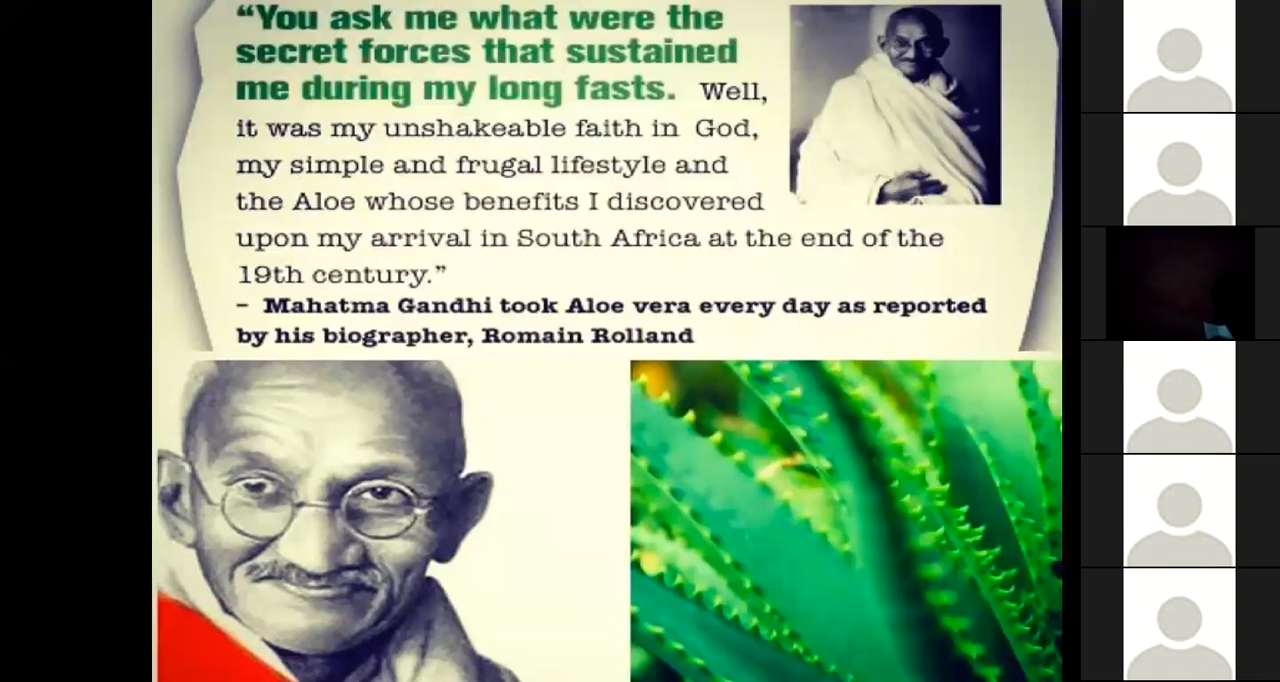 “You ask me what were the
secret forces that sustained
me during my long fasts. Well,
it was my unshakeable faith in God,
my simple and frugal lifestyle and
the Aloe whose benefits I discovered
upon my arrival in South Africa at the end of the
19th century.”
– Mahatma Gandhi took Aloe vera every day as reported
by his biographer, Romain Rolland